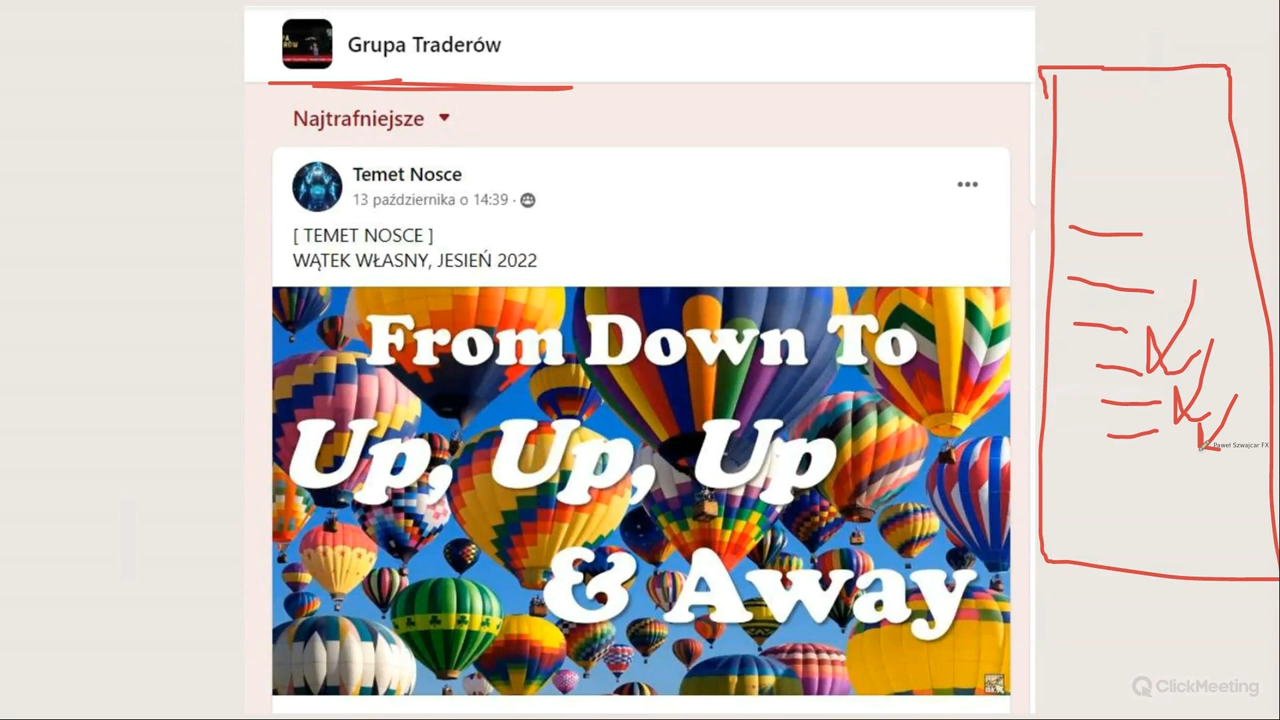 Grupa Traderów
Najtrafniejsze
Temet Nosce
13 października o 14:39 ·
[ TEMET NOSCE ]
WĄTEK WŁASNY, JESIEŃ 2022
From Down To
Up, Up, Up
& Away
Paweł Szwajcar FX
ClickMeeting